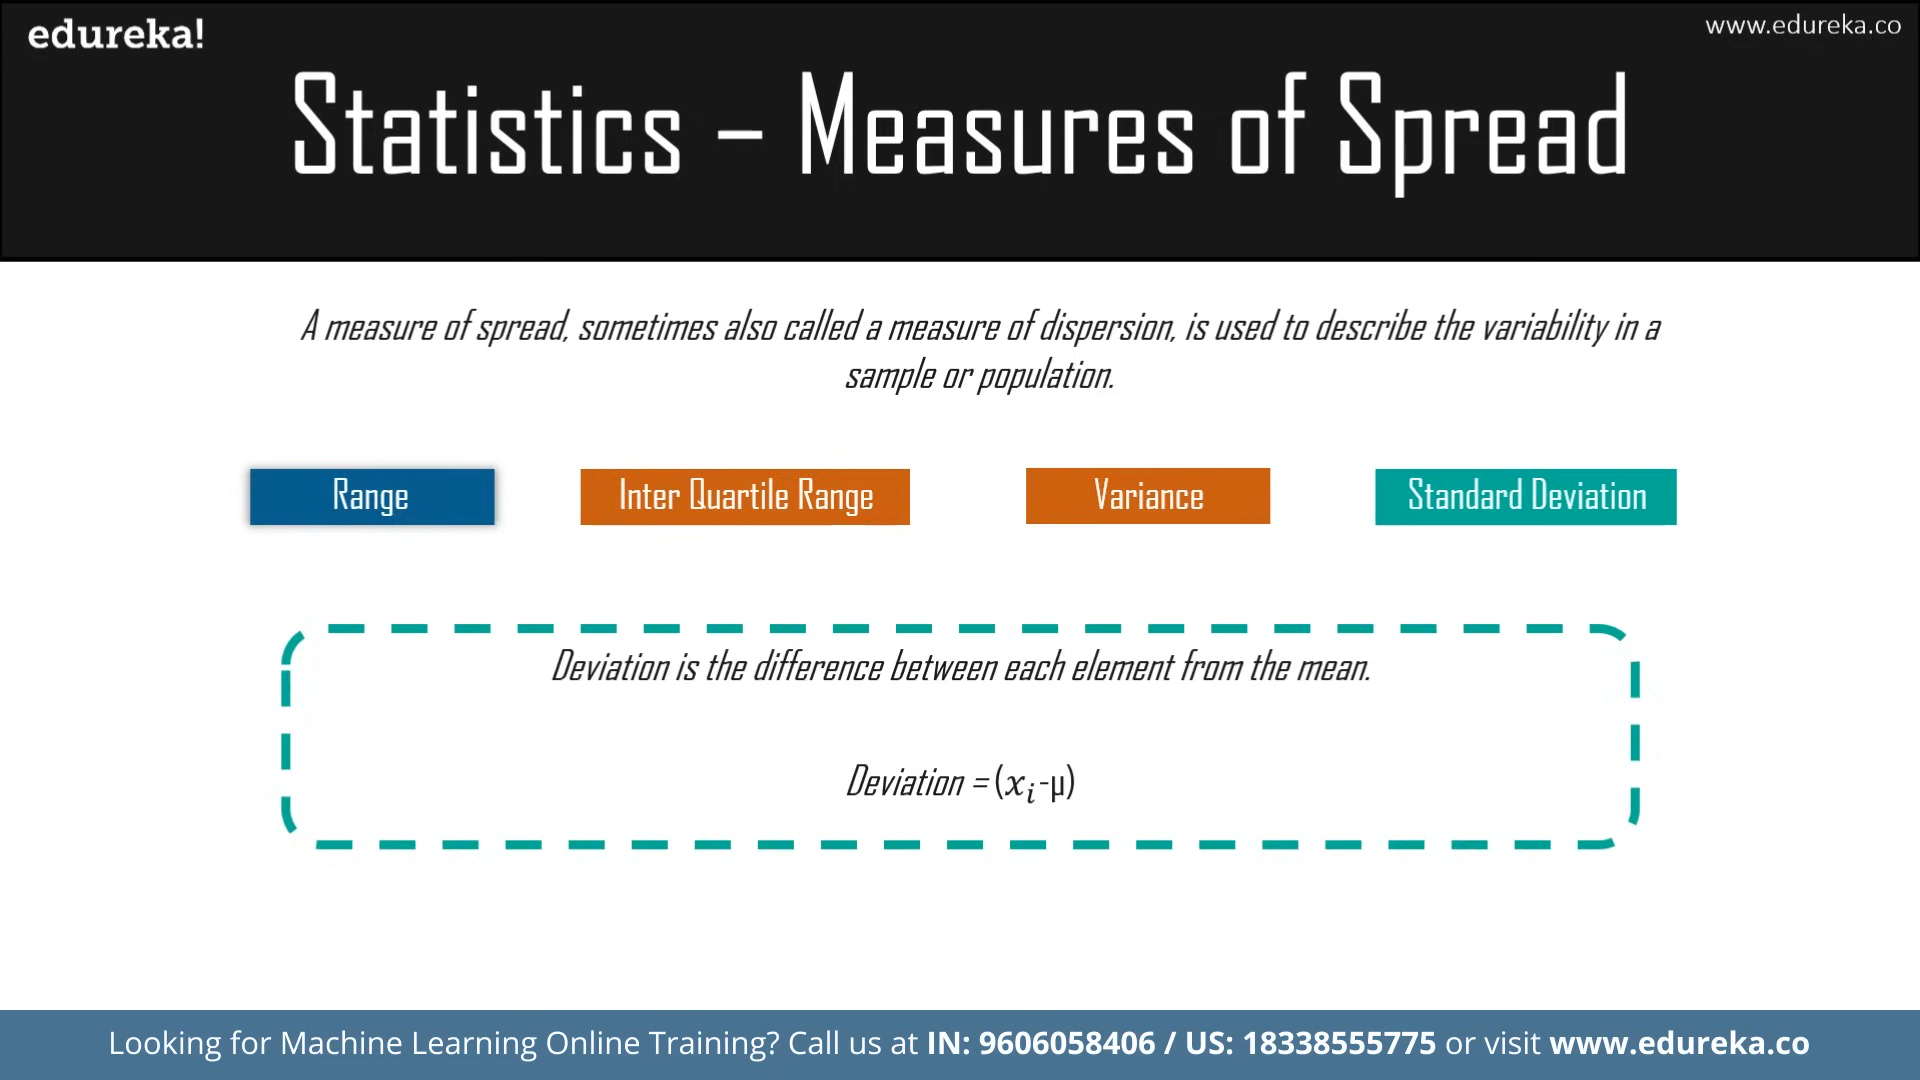 edureka!
www.edureka.co
Statistics – Measures of Spread
A measure of spread, sometimes also called a measure of dispersion, is used to describe the variability in a
sample or population.
Range
Inter Quartile Range
Variance
Standard Deviation
Deviation is the difference between each element from the mean.
Deviation = (xᵢ-µ)
Looking for Machine Learning Online Training? Call us at IN: 9606058406 / US: 18338555775 or visit www.edureka.co